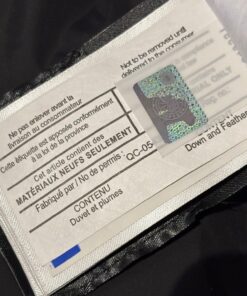 Ne pas enlever avant la
livraison au consommateur
Not to be removed until
delivered to the consumer
Cette étiquette est apposée conformément
à la loi de la province
Cet article contient des
MATÉRIAUX NEUFS SEULEMENT
Fabriqué par / No de permis : QC-05
CONTENU
Duvet et plumes
Down and Feather